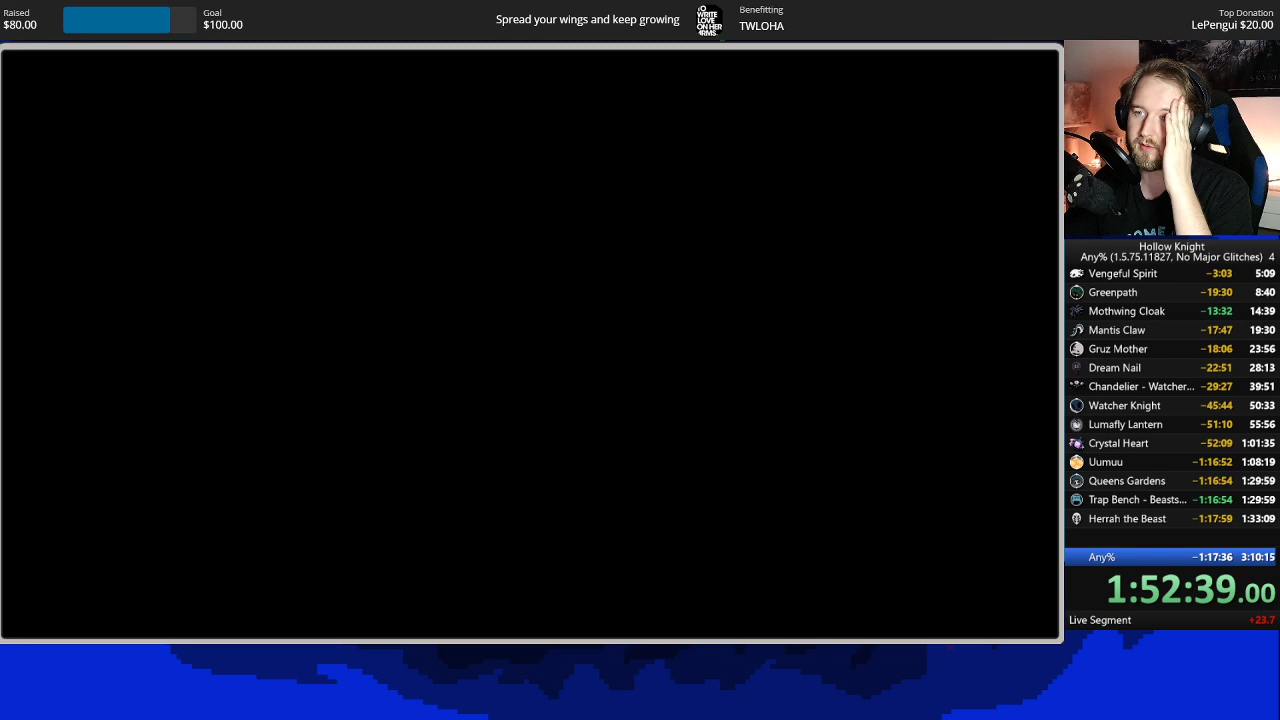 Raised
$80.00
Goal
$100.00
Spread your wings and keep growing
TO
WRITE
LOVE
ON HER
ARMS.
Benefitting
TWLOHA
Top Donation
LePengui $20.00
Hollow Knight
Any% (1.5.75.11827, No Major Glitches) 4
Vengeful Spirit −3:03 5:09
Greenpath −19:30 8:40
Mothwing Cloak −13:32 14:39
Mantis Claw −17:47 19:30
Gruz Mother −18:06 23:56
Dream Nail −22:51 28:13
Chandelier - Watcher... −29:27 39:51
Watcher Knight −45:44 50:33
Lumafly Lantern −51:10 55:56
Crystal Heart −52:09 1:01:35
Uumuu −1:16:52 1:08:19
Queens Gardens −1:16:54 1:29:59
Trap Bench - Beasts... −1:16:54 1:29:59
Herrah the Beast −1:17:59 1:33:09
Any% −1:17:36 3:10:15
1:52:39.00
Live Segment +23.7